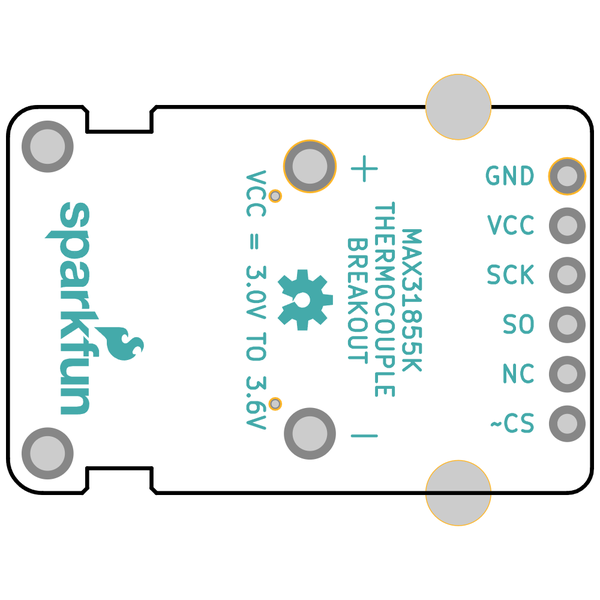 sparkfun
VCC = 3.0V TO 3.6V
+
−
MAX31855K
THERMOCOUPLE
BREAKOUT
GND
VCC
SCK
SO
NC
~CS